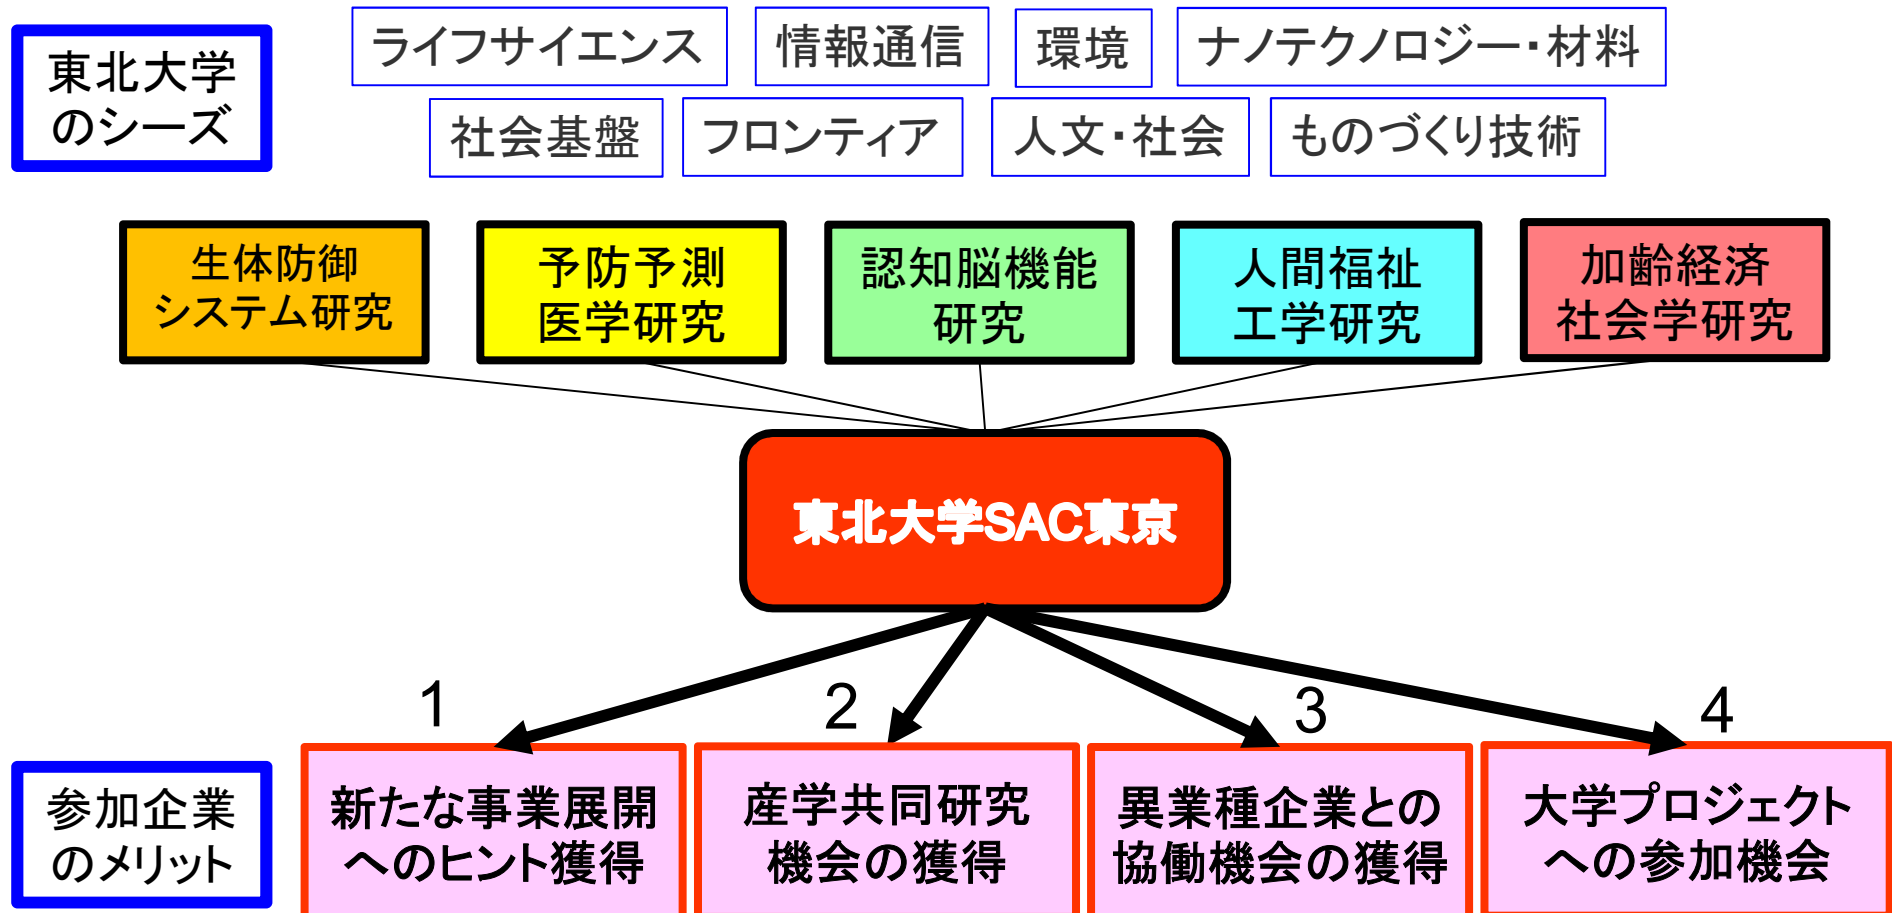 東北大学
のシーズ
ライフサイエンス
情報通信
環境
ナノテクノロジー・材料
社会基盤
フロンティア
人文・社会
ものづくり技術
生体防御
システム研究
予防予測
医学研究
認知脳機能
研究
人間福祉
工学研究
加齢経済
社会学研究
東北大学SAC東京
1
2
3
4
参加企業
のメリット
新たな事業展開
へのヒント獲得
産学共同研究
機会の獲得
異業種企業との
協働機会の獲得
大学プロジェクト
への参加機会